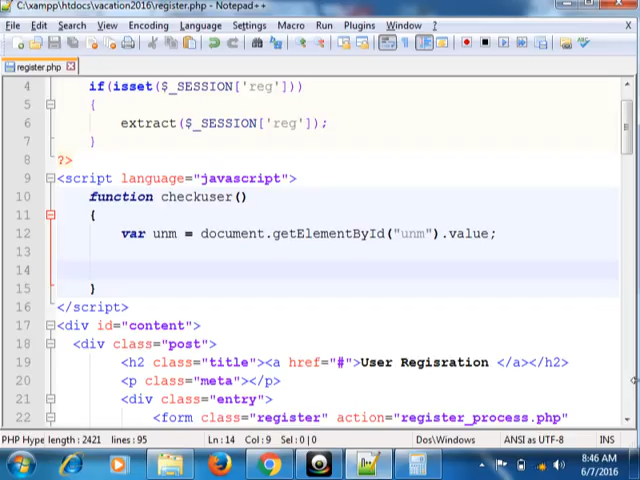 C:\xampp\htdocs\vacation2016\register.php - Notepad++
File Edit Search View Encoding Language Settings Macro Run Plugins Window ? X
register.php
4 if(isset($_SESSION['reg']))
5 {
6 extract($_SESSION['reg']);
7 }
8 ?>
9 <script language="javascript">
10 function checkuser()
11 {
12 var unm = document.getElementById("unm").value;
13
14
15 }
16 </script>
17 <div id="content">
18 <div class="post">
19 <h2 class="title"><a href="#">User Regisration </a></h2>
20 <p class="meta"></p>
21 <div class="entry">
22 <form class="register" action="register_process.php"
PHP Hype length : 2421 lines : 95 Ln : 14 Col : 9 Sel : 0 | 0 Dos\Windows ANSI as UTF-8 INS
8:46 AM
6/7/2016